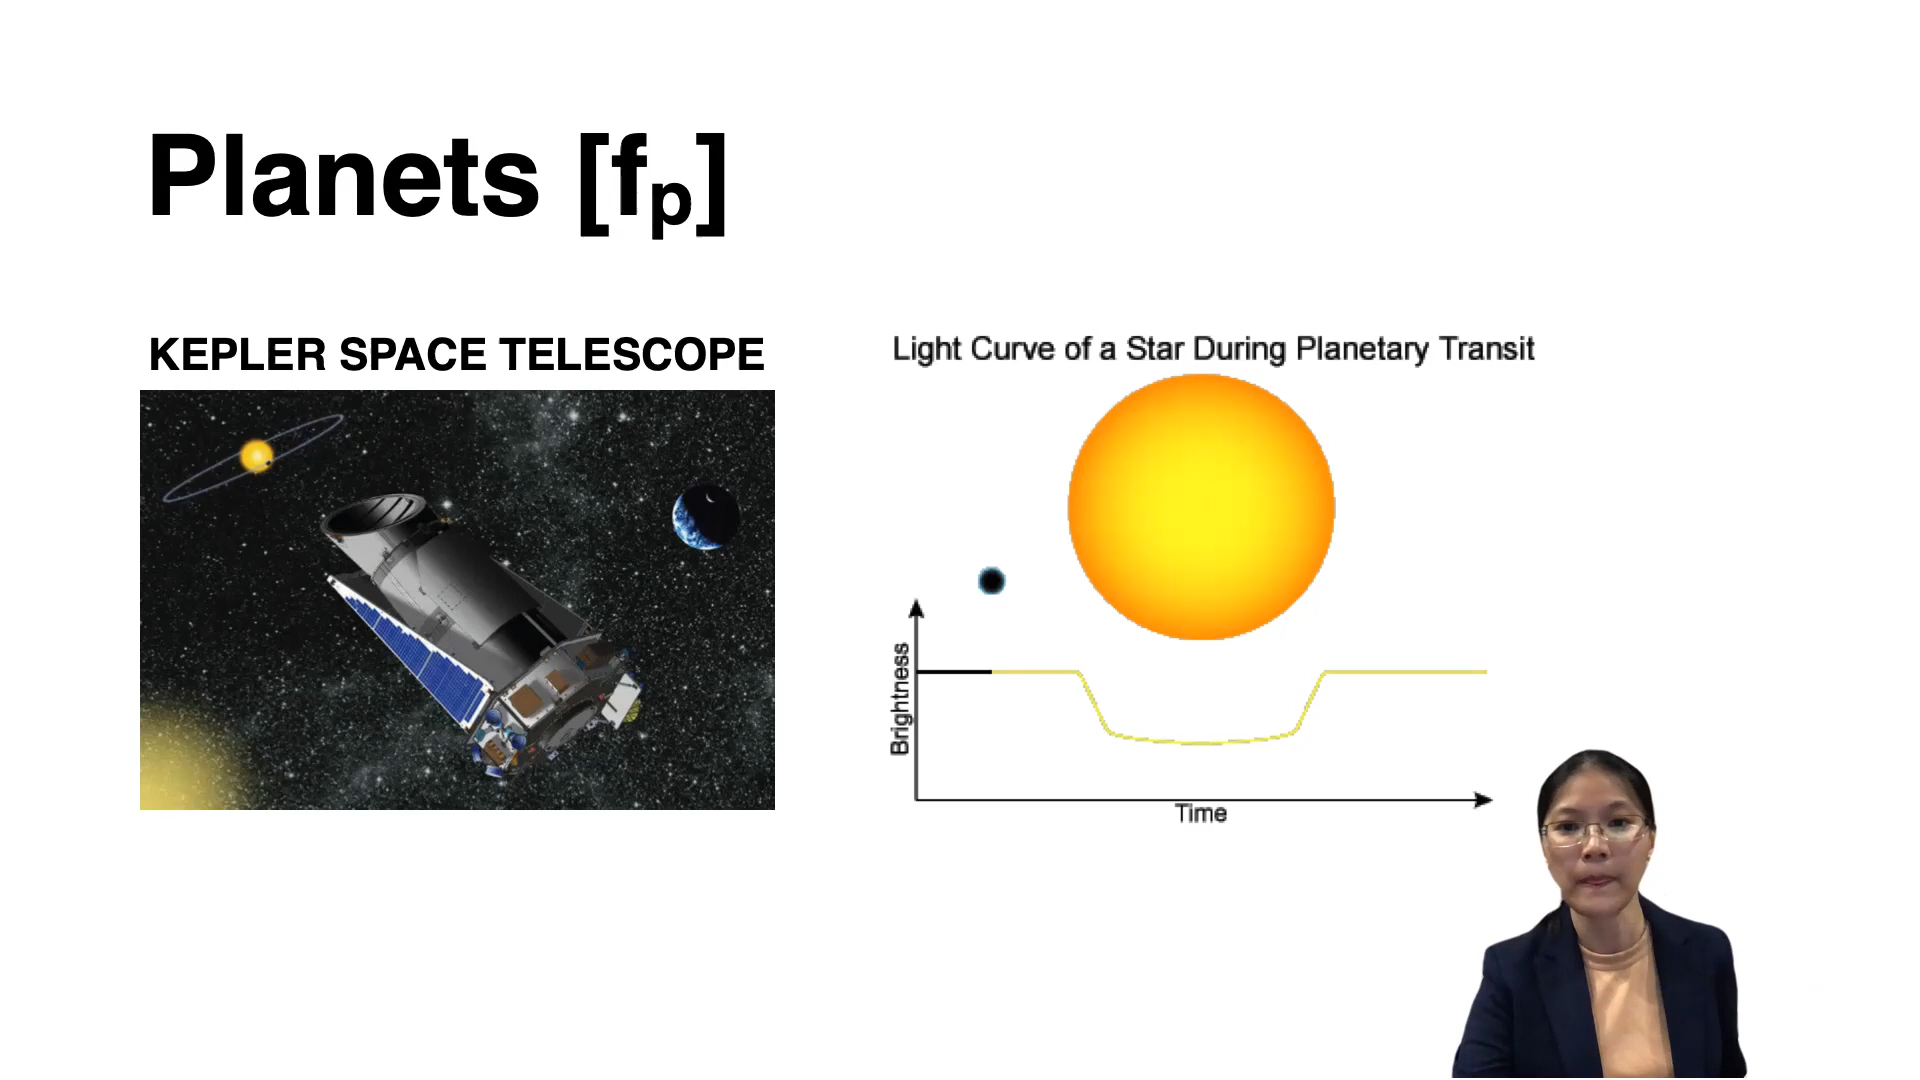 Planets [fp]
KEPLER SPACE TELESCOPE
Light Curve of a Star During Planetary Transit
Brightness
Time